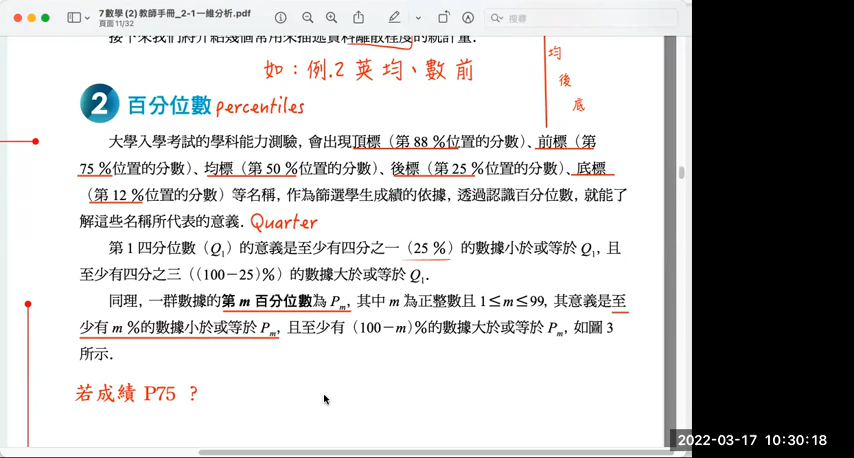 7數學 (2) 教師手冊_2-1一維分析.pdf
頁面 11/32
搜尋
接下來我們將介紹幾個常用來描述資料離散程度的統計量．
如：例.2 英均、數前
均
後
底
2 百分位數 percentiles
大學入學考試的學科能力測驗，會出現頂標（第 88 %位置的分數）、前標（第
75 %位置的分數）、均標（第 50 %位置的分數）、後標（第 25 %位置的分數）、底標
（第 12 %位置的分數）等名稱，作為篩選學生成績的依據，透過認識百分位數，就能了
解這些名稱所代表的意義． Quarter
第 1 四分位數（Q₁）的意義是至少有四分之一（25 %）的數據小於或等於 Q₁，且
至少有四分之三（(100－25)%）的數據大於或等於 Q₁．
同理，一群數據的第 m 百分位數為 Pₘ，其中 m 為正整數且 1≤m≤99，其意義是至
少有 m %的數據小於或等於 Pₘ，且至少有（100－m）%的數據大於或等於 Pₘ，如圖 3
所示．
若成績 P75 ？
2022-03-17 10:30:18